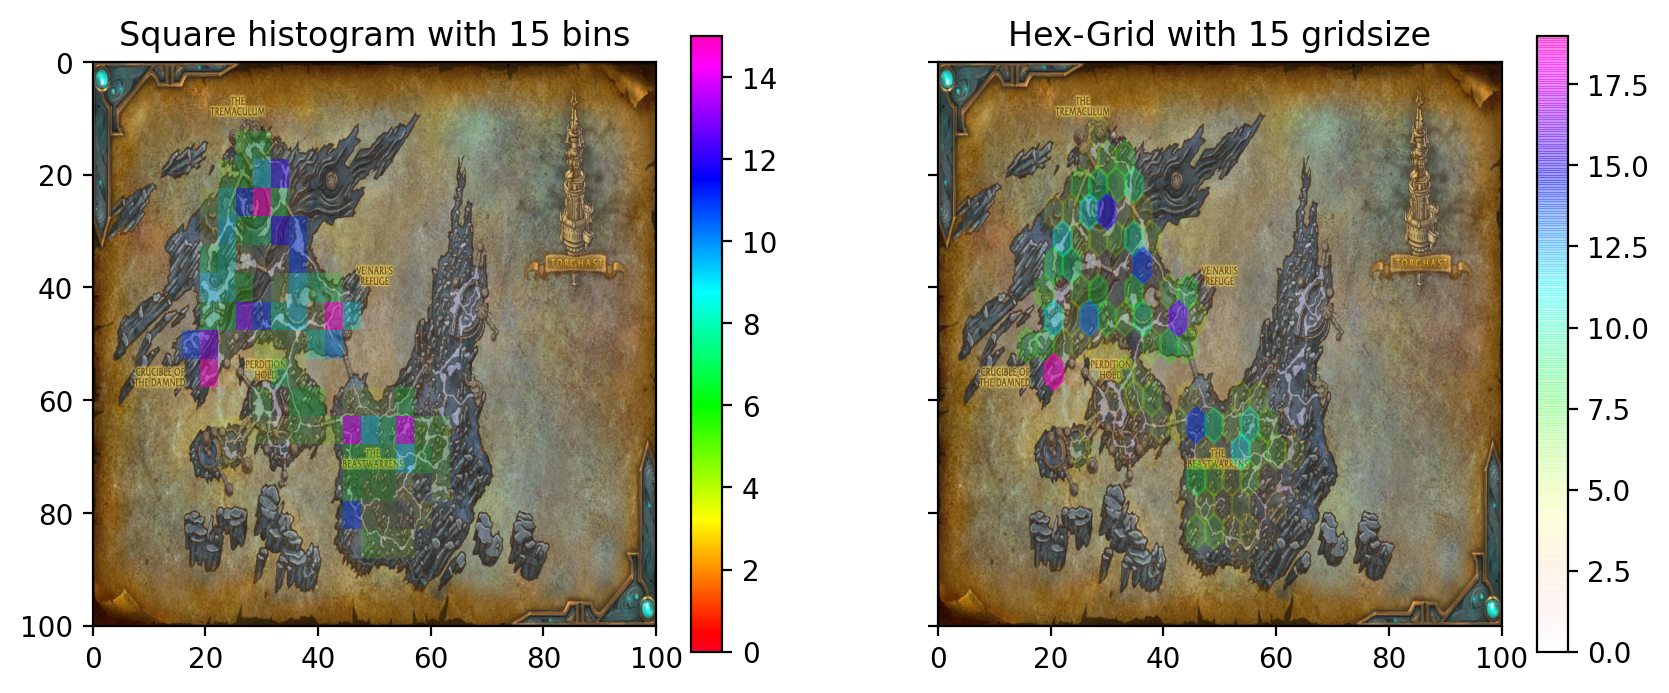 Square histogram with 15 bins
0
20
40
60
80
100
0
20
40
60
80
100
THE
TREMACULUM
VE'NARI'S
REFUGE
TORGHAST
CRUCIBLE OF
THE DAMNED
PERDITION
HOLD
THE
BEASTWARRENS
14
12
10
8
6
4
2
0
Hex-Grid with 15 gridsize
THE
TREMACULUM
VE'NARI'S
REFUGE
TORGHAST
CRUCIBLE OF
THE DAMNED
PERDITION
HOLD
THE
BEASTWARRENS
0
20
40
60
80
100
17.5
15.0
12.5
10.0
7.5
5.0
2.5
0.0